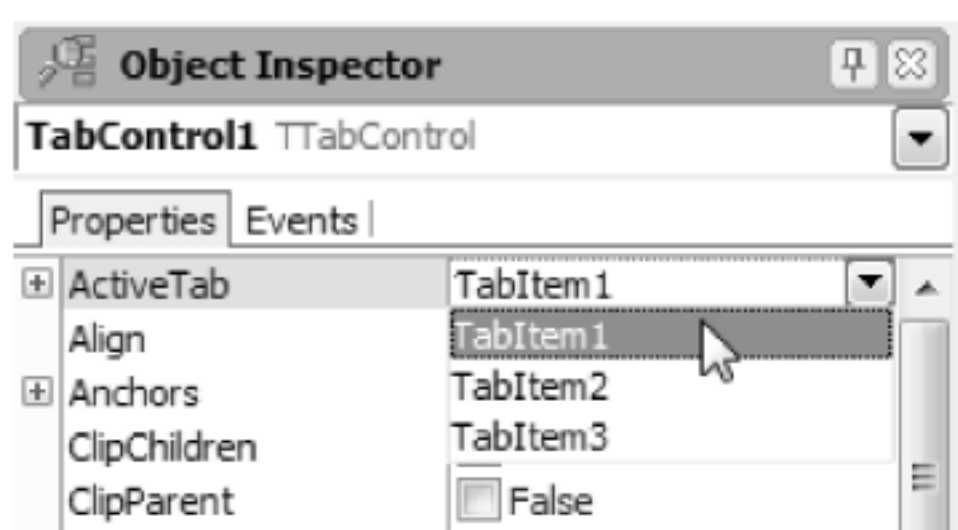 Object Inspector
TabControl1 TTabControl
Properties Events
ActiveTab TabItem1
Align TabItem1
Anchors TabItem2
ClipChildren TabItem3
ClipParent False